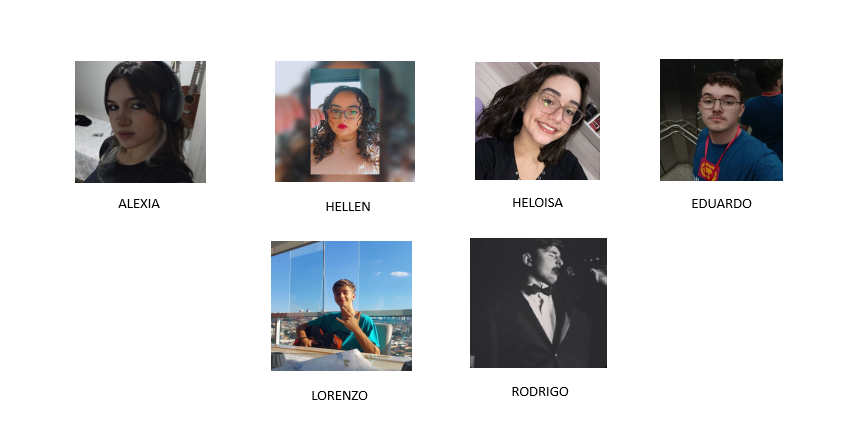 ALEXIA
HELLEN
HELOISA
EDUARDO
LORENZO
RODRIGO